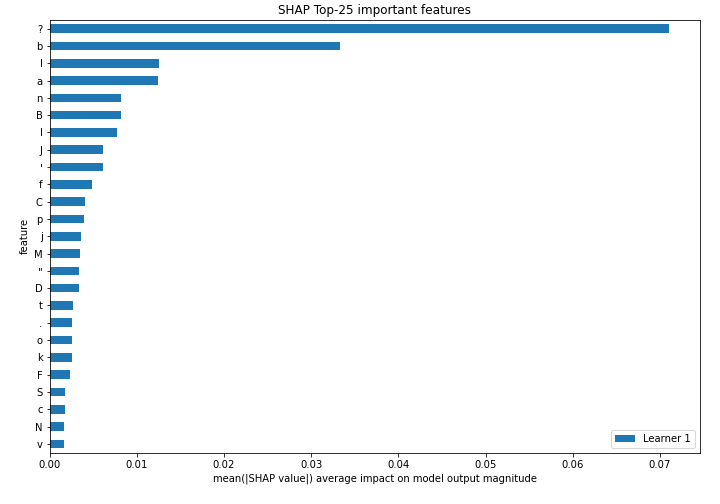 SHAP Top-25 important features
?
b
l
a
n
B
I
J
'
f
C
p
j
M
"
D
t
.
o
k
F
S
c
N
v
feature
0.00 0.01 0.02 0.03 0.04 0.05 0.06 0.07
mean(|SHAP value|) average impact on model output magnitude
Learner 1